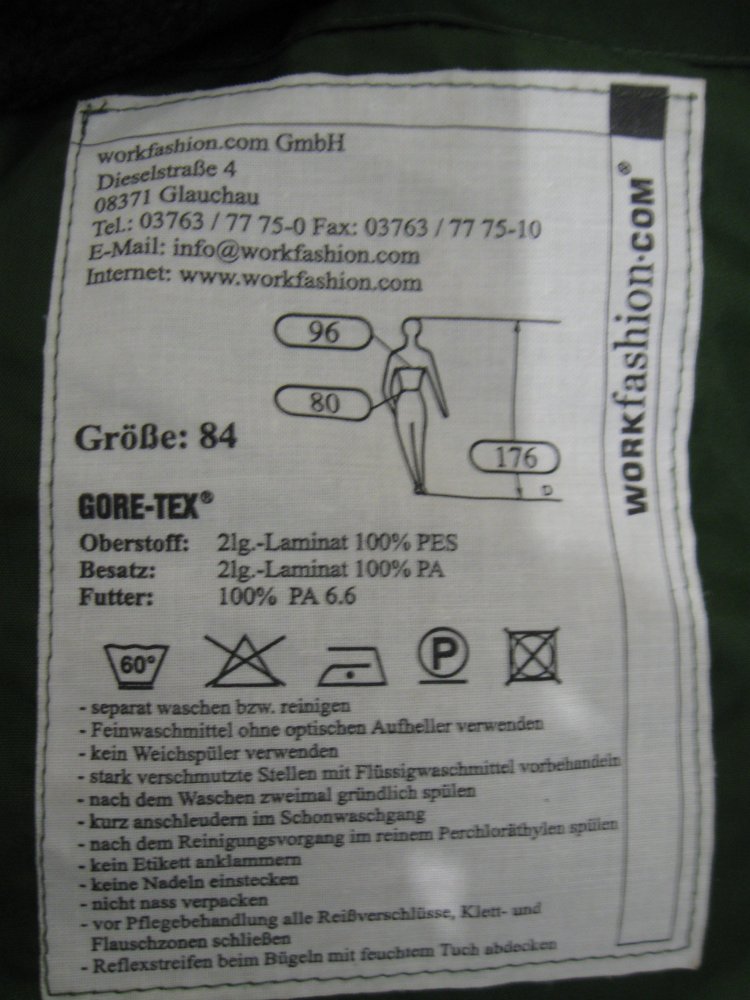 workfashion.com GmbH
Dieselstraße 4
08371 Glauchau
Tel.: 03763 / 77 75-0 Fax: 03763 / 77 75-10
E-Mail: info@workfashion.com
Internet: www.workfashion.com
WORKfashion.COM®
96
80
176
D
Größe: 84
GORE-TEX®
Oberstoff: 2lg.-Laminat 100% PES
Besatz: 2lg.-Laminat 100% PA
Futter: 100% PA 6.6
60° P
- separat waschen bzw. reinigen
- Feinwaschmittel ohne optischen Aufheller verwenden
- kein Weichspüler verwenden
- stark verschmutzte Stellen mit Flüssigwaschmittel vorbehandeln
- nach dem Waschen zweimal gründlich spülen
- kurz anschleudern im Schonwaschgang
- nach dem Reinigungsvorgang im reinem Perchloräthylen spülen
- kein Etikett anklammern
- keine Nadeln einstecken
- nicht nass verpacken
- vor Pflegebehandlung alle Reißverschlüsse, Klett- und
Flauschzonen schließen
- Reflexstreifen beim Bügeln mit feuchtem Tuch abdecken